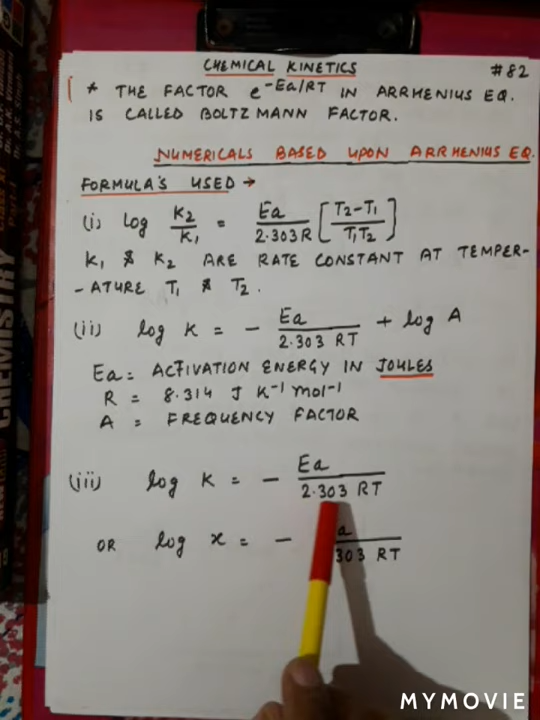 CHEMICAL KINETICS #82
* THE FACTOR e^-Ea/RT IN ARRHENIUS EQ.
IS CALLED BOLTZMANN FACTOR.
NUMERICALS BASED UPON ARRHENIUS EQ.
FORMULA'S USED →
(i) log K2/K1 = Ea/2.303R [T2-T1/T1T2]
K1 & K2 ARE RATE CONSTANT AT TEMPER-
-ATURE T1 & T2.
(ii) log K = - Ea/2.303 RT + log A
Ea = ACTIVATION ENERGY IN JOULES
R = 8.314 J K^-1 mol^-1
A = FREQUENCY FACTOR
(iii) log K = - Ea/2.303 RT
OR log x = - a/303 RT
CHEMISTRY
MYMOVIE